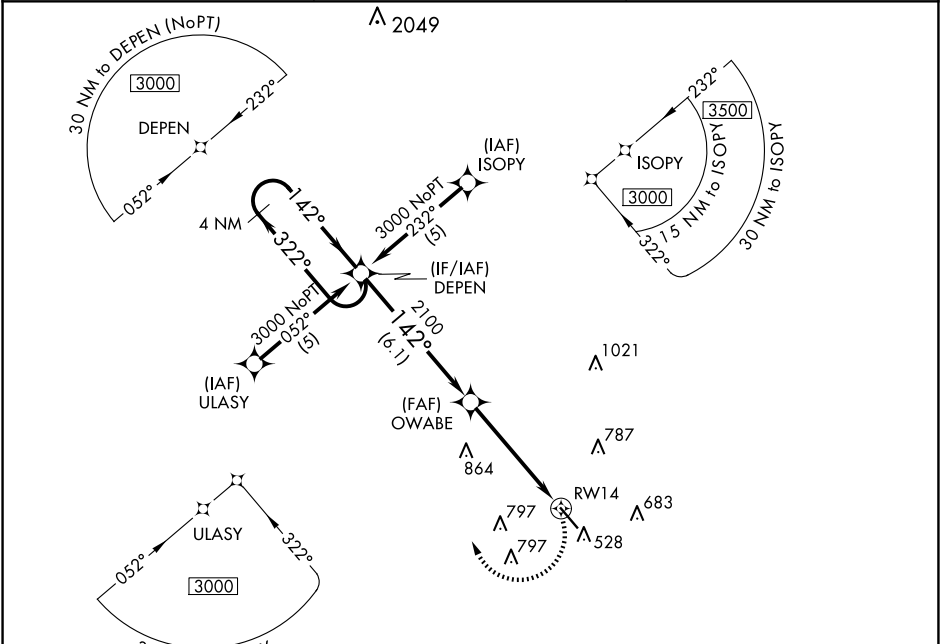 2049
30 NM to DEPEN (NoPT)
3000
232°
DEPEN
052°
3500
232°
ISOPY
3000
15 NM to ISOPY
30 NM to ISOPY
322°
(IAF)
ISOPY
3000 NoPT
232°
(5)
142°
4 NM
322°
(IF/IAF)
DEPEN
3000 NoPT
052°
(5)
(IAF)
ULASY
2100
142°
(6.1)
(FAF)
OWABE
1021
787
864
RW14
683
797
528
797
ULASY
052°
322°
3000